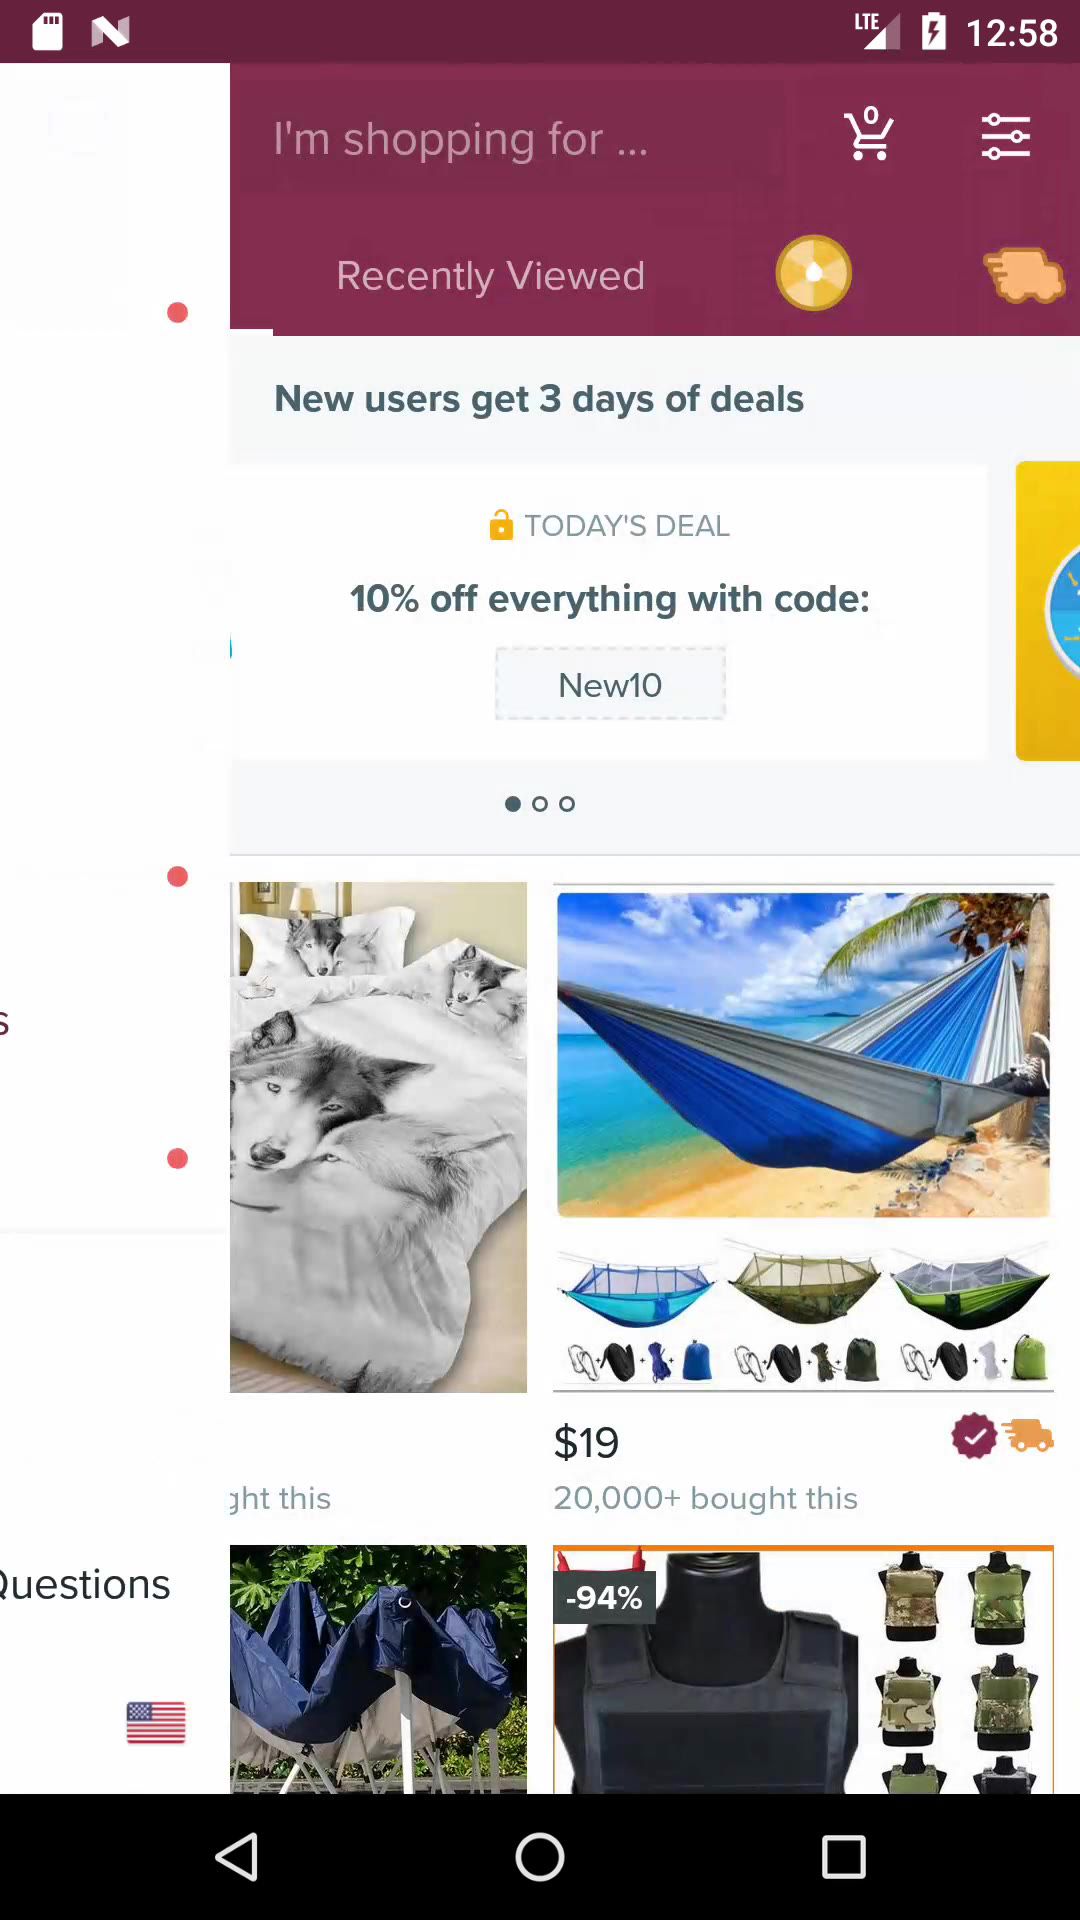 LTE 12:58
I'm shopping for ...
0
Recently Viewed
New users get 3 days of deals
TODAY'S DEAL
10% off everything with code:
New10
s
$19
ght this
20,000+ bought this
-94%
Questions